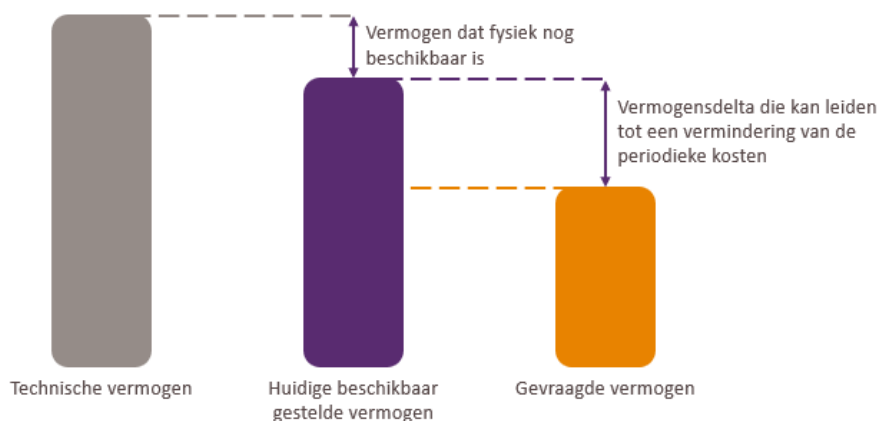 Vermogen dat fysiek nog
beschikbaar is
Vermogensdelta die kan leiden
tot een vermindering van de
periodieke kosten
Technische vermogen
Huidige beschikbaar
gestelde vermogen
Gevraagde vermogen